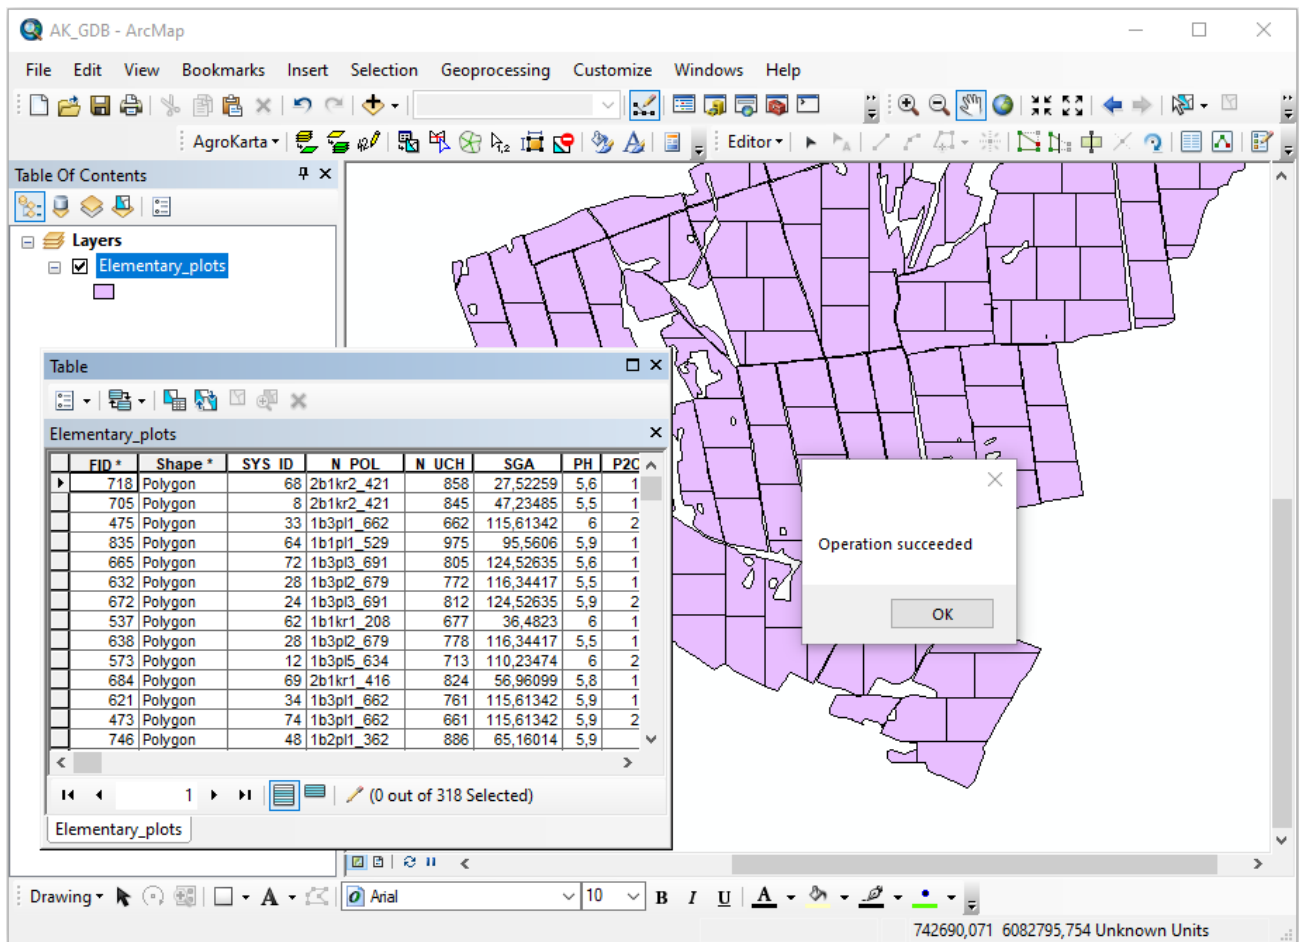 AK_GDB - ArcMap
File Edit View Bookmarks Insert Selection Geoprocessing Customize Windows Help
AgroKarta Editor
Table Of Contents
Layers
Elementary_plots
Table
Elementary_plots
FID * Shape * SYS_ID N_POL N_UCH SGA PH
718 Polygon 68 2b1kr2_421 858 27,52259 5,6 1
705 Polygon 8 2b1kr2_421 845 47,23485 5,5 1
475 Polygon 33 1b3pl1_662 662 115,61342 6 2
835 Polygon 64 1b1pl1_529 975 95,5606 5,9 1
665 Polygon 72 1b3pl3_691 805 124,52635 5,6 1
632 Polygon 28 1b3pl2_679 772 116,34417 5,5 1
672 Polygon 24 1b3pl3_691 812 124,52635 5,9 2
537 Polygon 62 1b1kr1_208 677 36,4823 6 1
638 Polygon 28 1b3pl2_679 778 116,34417 5,5 1
573 Polygon 12 1b3pl5_634 713 110,23474 6 2
684 Polygon 69 2b1kr1_416 824 56,96099 5,8 1
621 Polygon 34 1b3pl1_662 761 115,61342 5,9 1
473 Polygon 74 1b3pl1_662 661 115,61342 5,9 2
746 Polygon 48 1b2pl1_362 886 65,16014 5,9
1 (0 out of 318 Selected)
Elementary_plots
Operation succeeded
OK
Drawing A Arial 10 B I U A
742690,071 6082795,754 Unknown Units